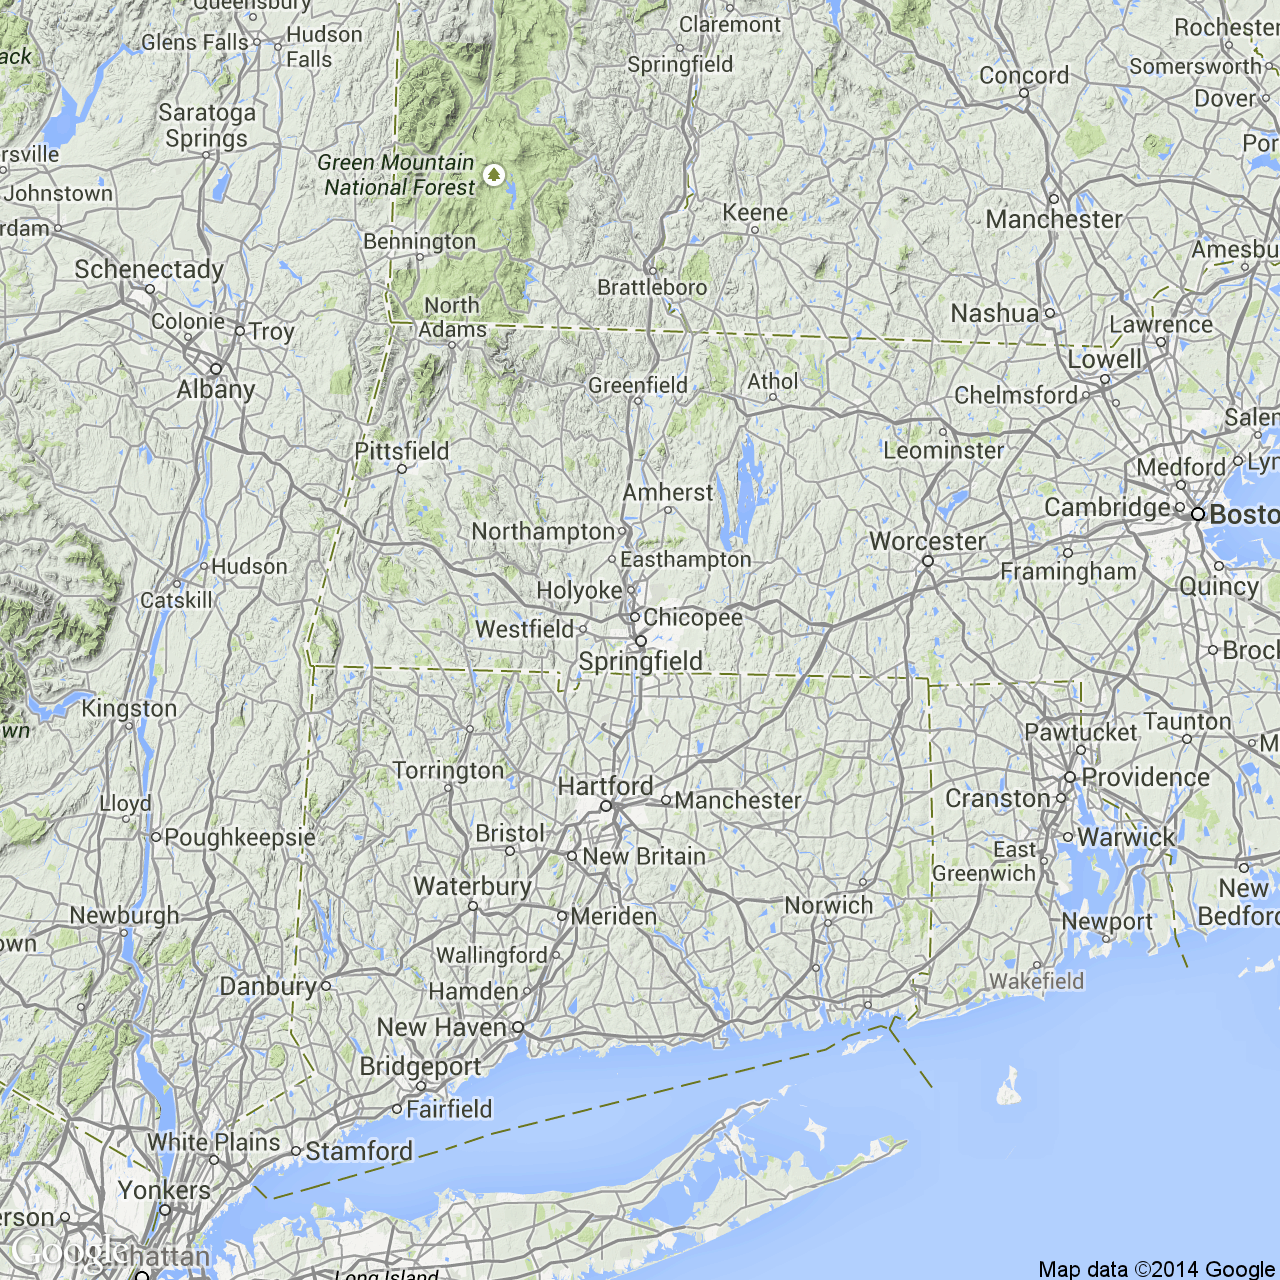 Queensbury
Claremont
Glens Falls
Hudson
Falls
Rochester
Springfield
Somersworth
ack
Concord
Dover
Saratoga
Springs
Por
rsville
Green Mountain
National Forest
Johnstown
Keene
Manchester
rdam
Bennington
Amesbu
Schenectady
Brattleboro
North
Adams
Nashua
Colonie
Troy
Lawrence
Lowell
Albany
Greenfield
Athol
Chelmsford
Salem
Pittsfield
Leominster
Medford
Lyn
Amherst
Cambridge
Bosto
Northampton
Worcester
Easthampton
Framingham
Hudson
Quincy
Catskill
Holyoke
Chicopee
Westfield
Springfield
Broc
Kingston
Taunton
wn
Pawtucket
M
Torrington
Hartford
Providence
Lloyd
Manchester
Cranston
Poughkeepsie
Bristol
Warwick
New Britain
East
Greenwich
Waterbury
New
Bedford
Newburgh
Meriden
Norwich
Newport
own
Wallingford
Danbury
Hamden
Wakefield
New Haven
Bridgeport
Fairfield
White Plains
Stamford
Yonkers
erson
Google
Manhattan
Long Island
Map data ©2014 Google